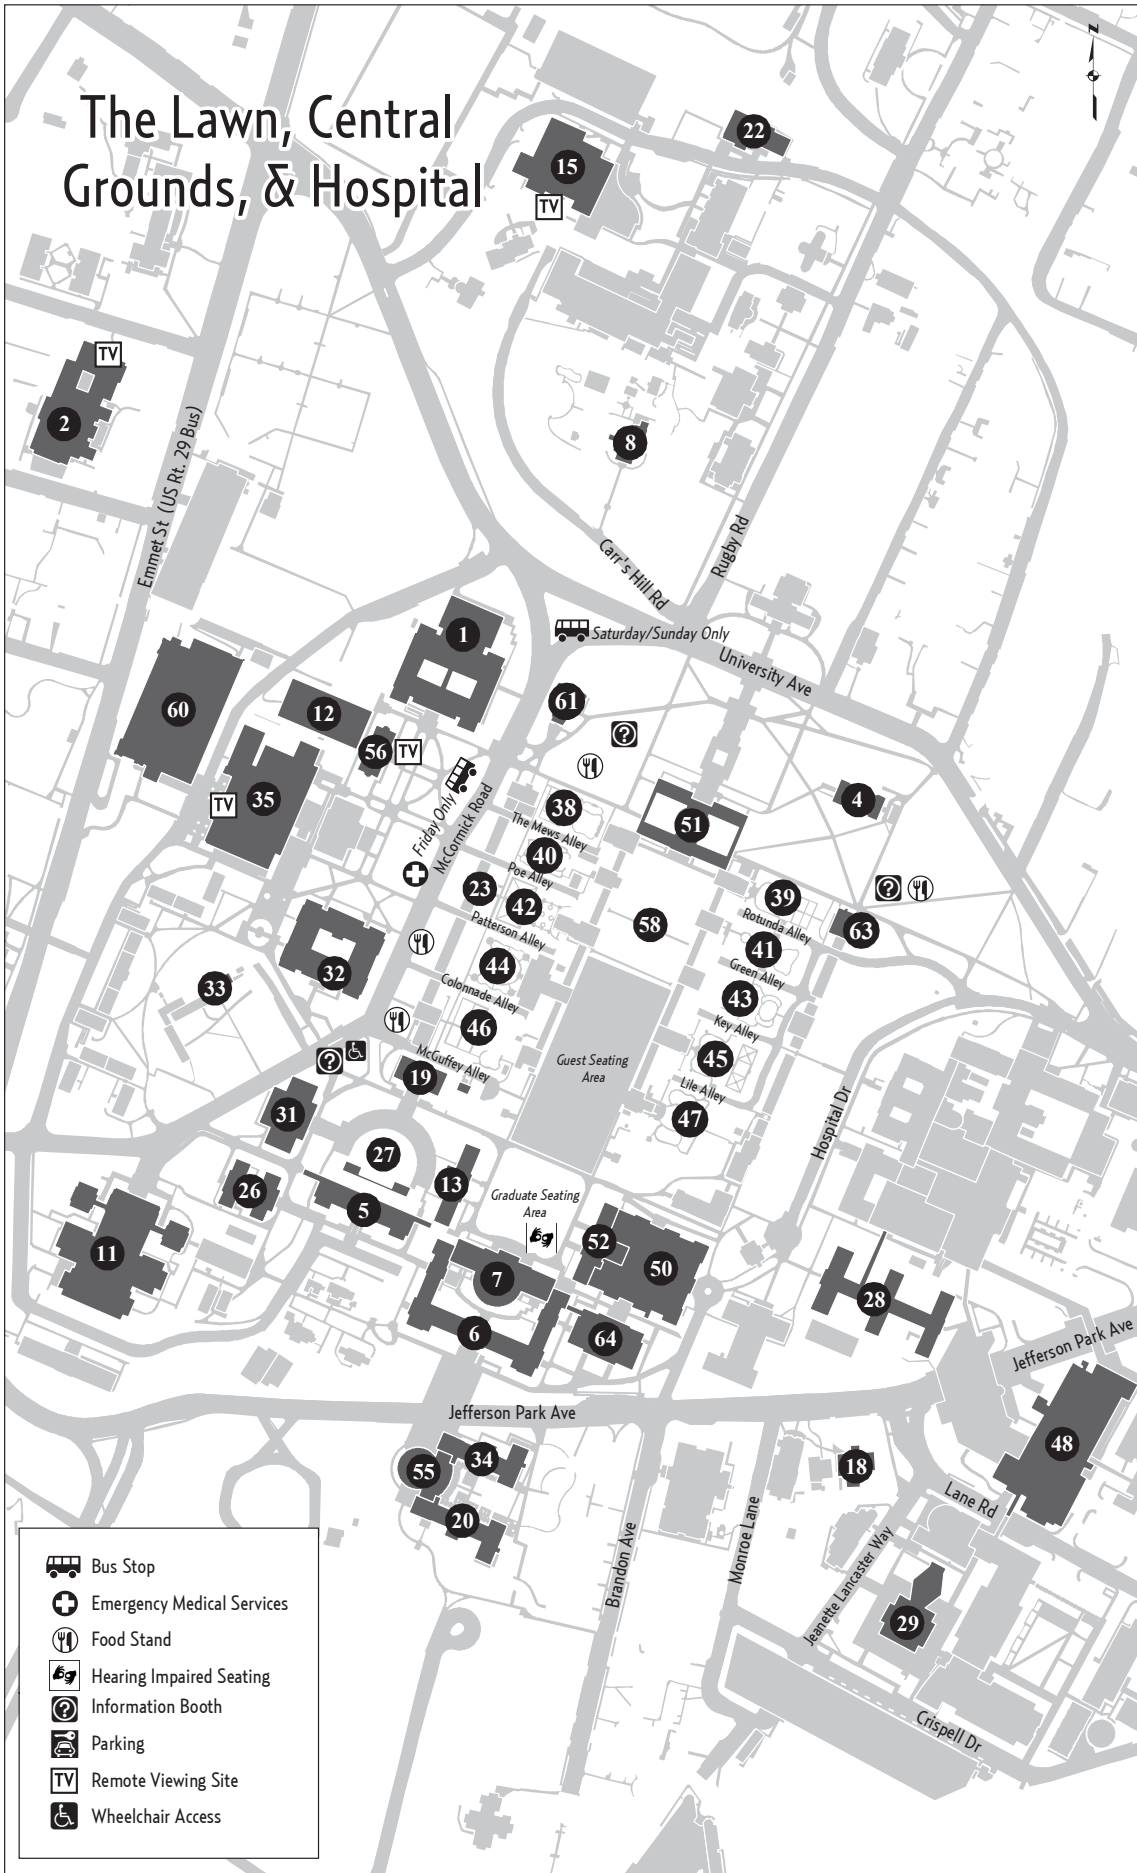 The Lawn, Central
Grounds, & Hospital
N
22
15
TV
TV
2
8
Emmet St (US Rt. 29 Bus)
Carr's Hill Rd
Rugby Rd
1
Saturday/Sunday Only
University Ave
61
60
12
56
TV
?
35
TV
Friday Only
McCormick Road
38
The Mews Alley
51
4
40
Poe Alley
23
42
Patterson Alley
58
39
Rotunda Alley
?
63
41
Green Alley
32
33
44
Colonnade Alley
43
Key Alley
46
McGuffey Alley
Guest Seating
Area
45
Lile Alley
?
19
47
Hospital Dr
31
27
26
5
13
Graduate Seating
Area
52
50
11
7
28
6
64
Jefferson Park Ave
Jefferson Park Ave
48
34
55
18
20
Lane Rd
Brandon Ave
Monroe Lane
Jeanette Lancaster Way
29
Crispell Dr
Bus Stop
Emergency Medical Services
Food Stand
Hearing Impaired Seating
? Information Booth
Parking
TV Remote Viewing Site
Wheelchair Access